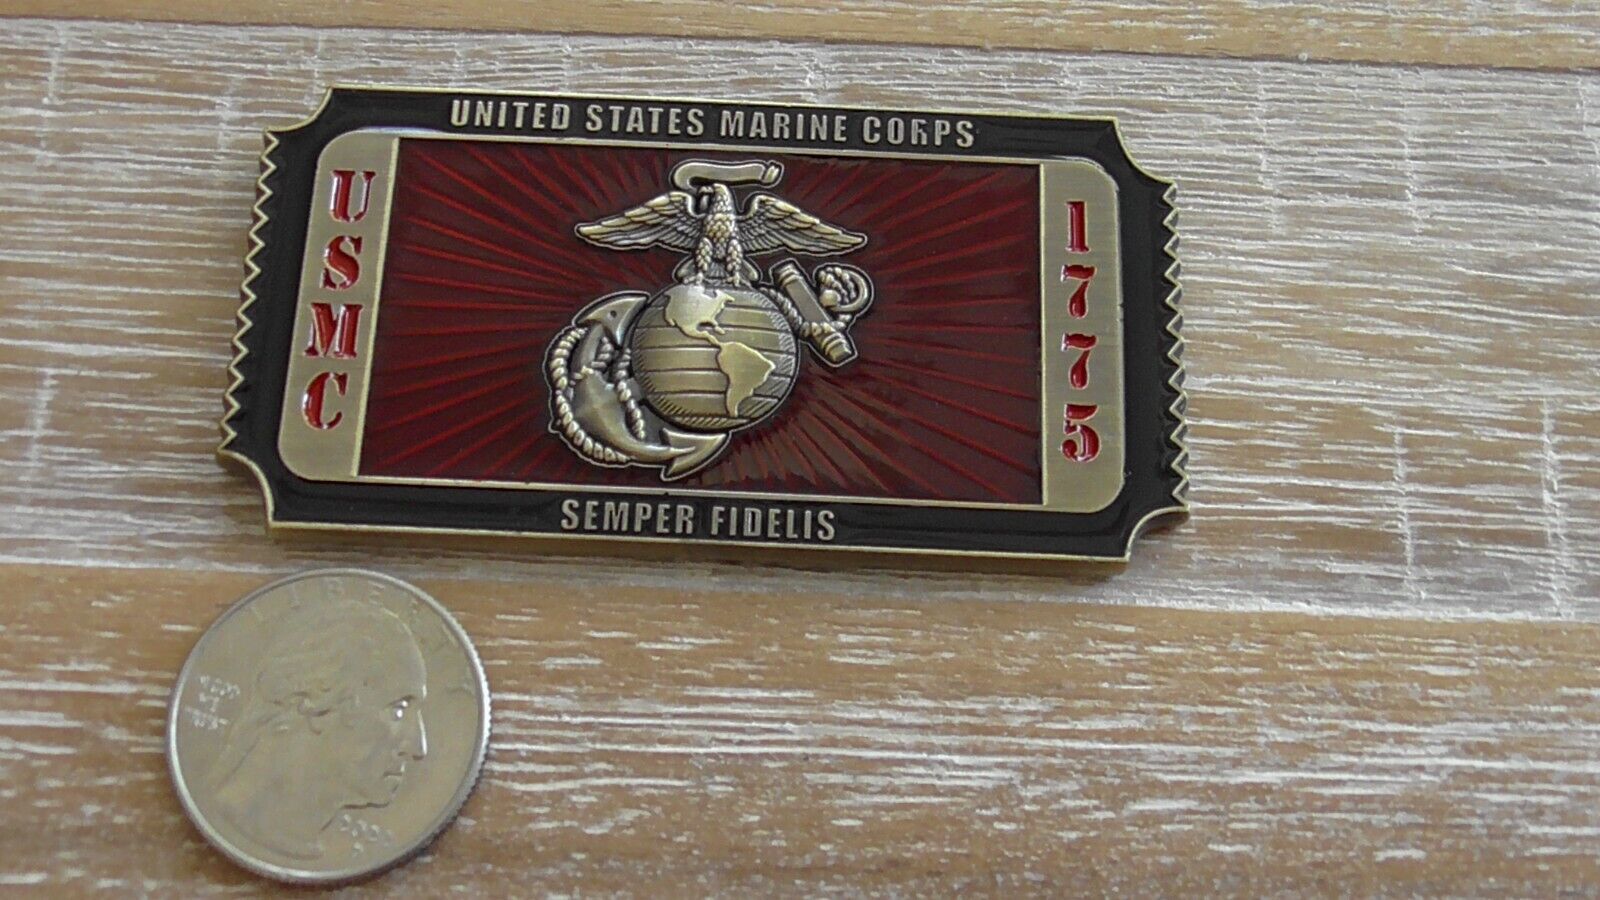 UNITED STATES MARINE CORPS
USMC
1775
SEMPER FIDELIS
LIBERTY